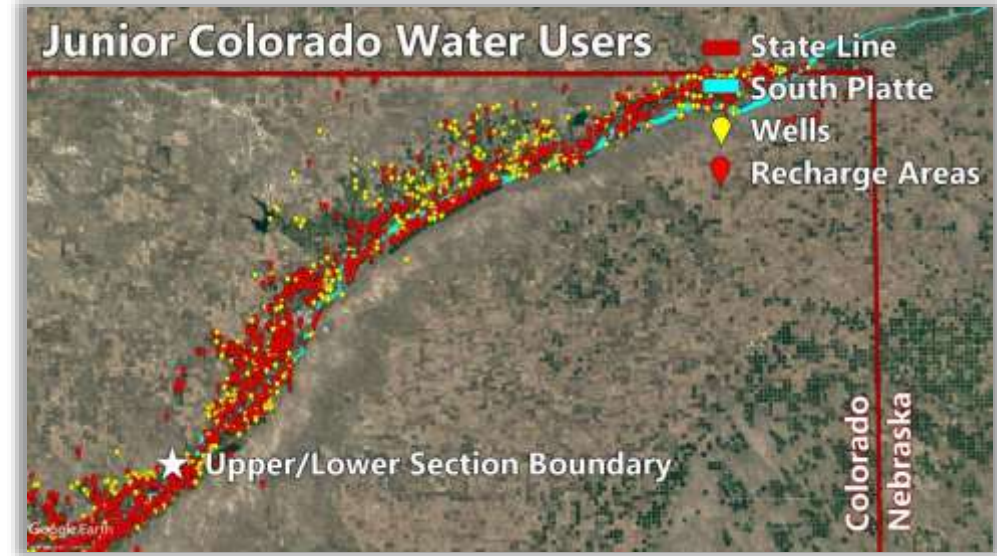 Junior Colorado Water Users
State Line
South Platte
Wells
Recharge Areas
Upper/Lower Section Boundary
Colorado
Nebraska
Google Earth